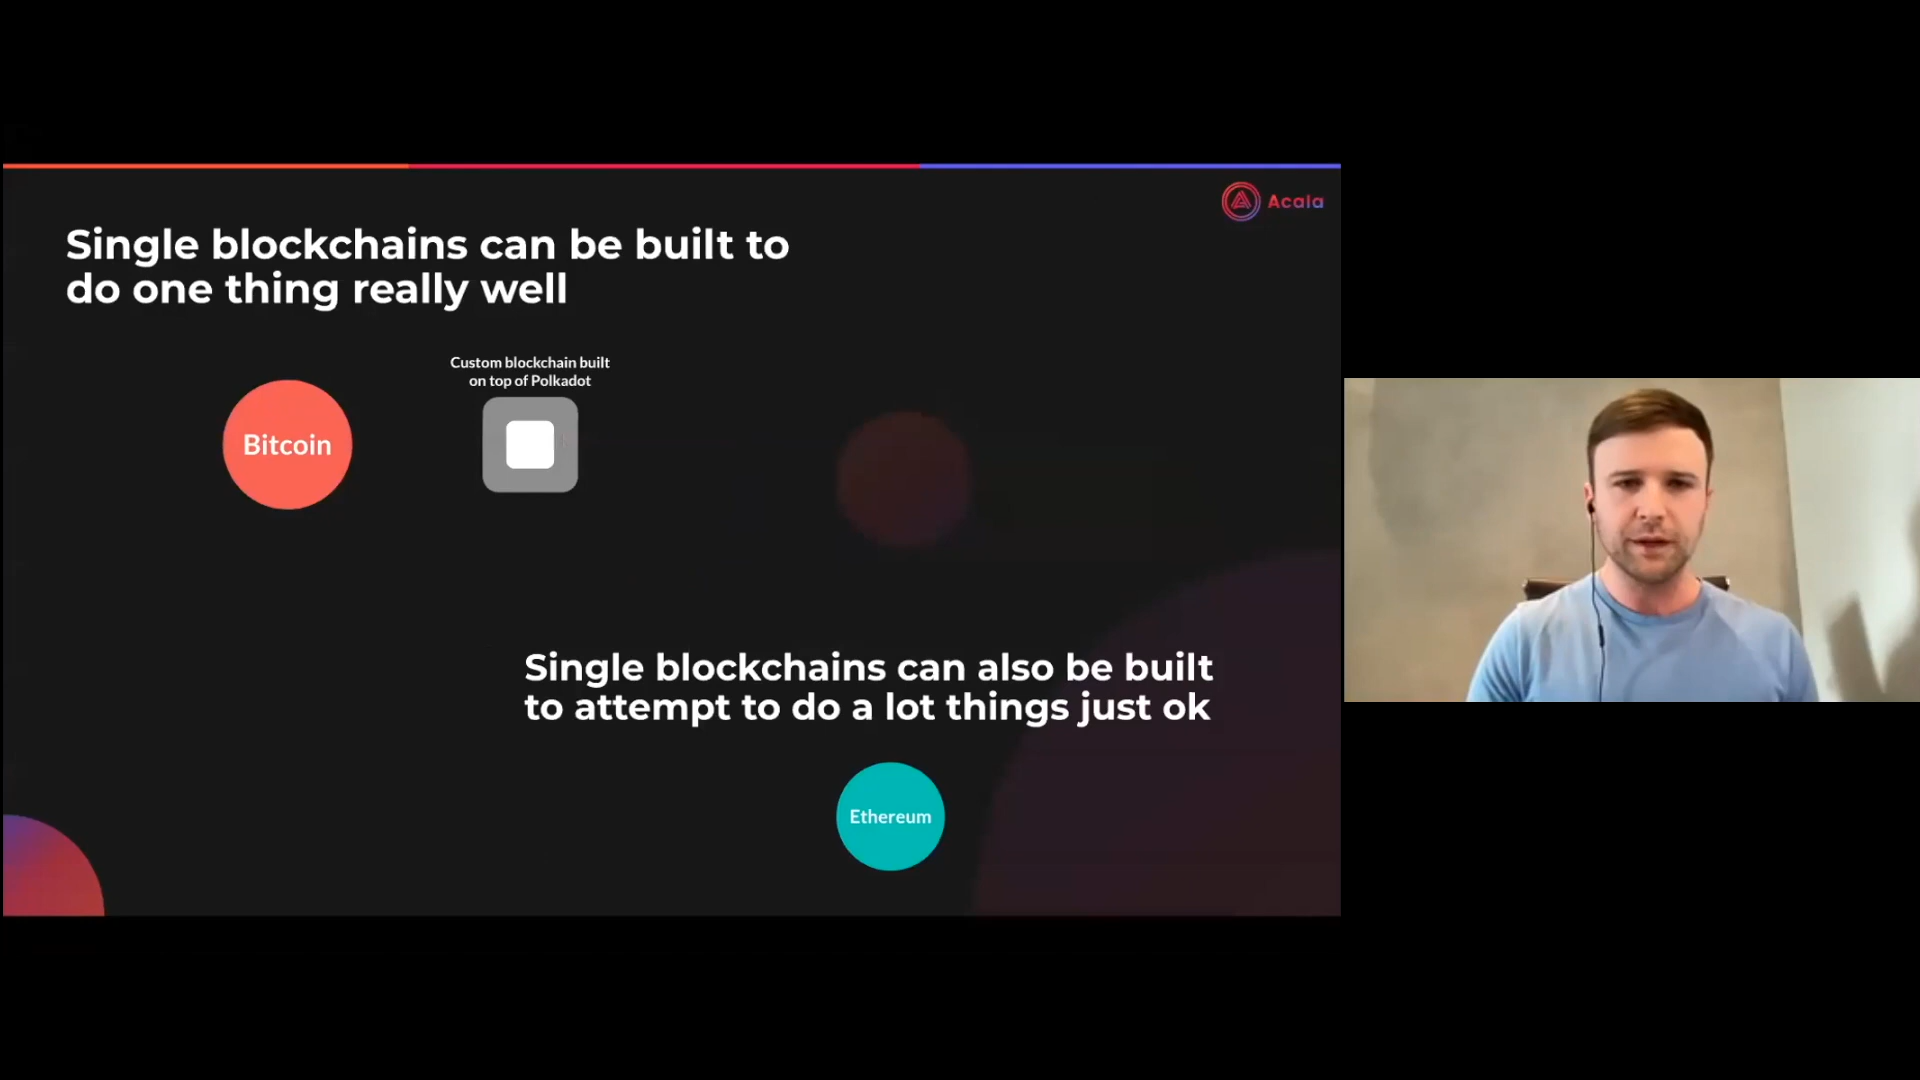 Acala
Single blockchains can be built to
do one thing really well
Custom blockchain built
on top of Polkadot
Bitcoin
Single blockchains can also be built
to attempt to do a lot things just ok
Ethereum